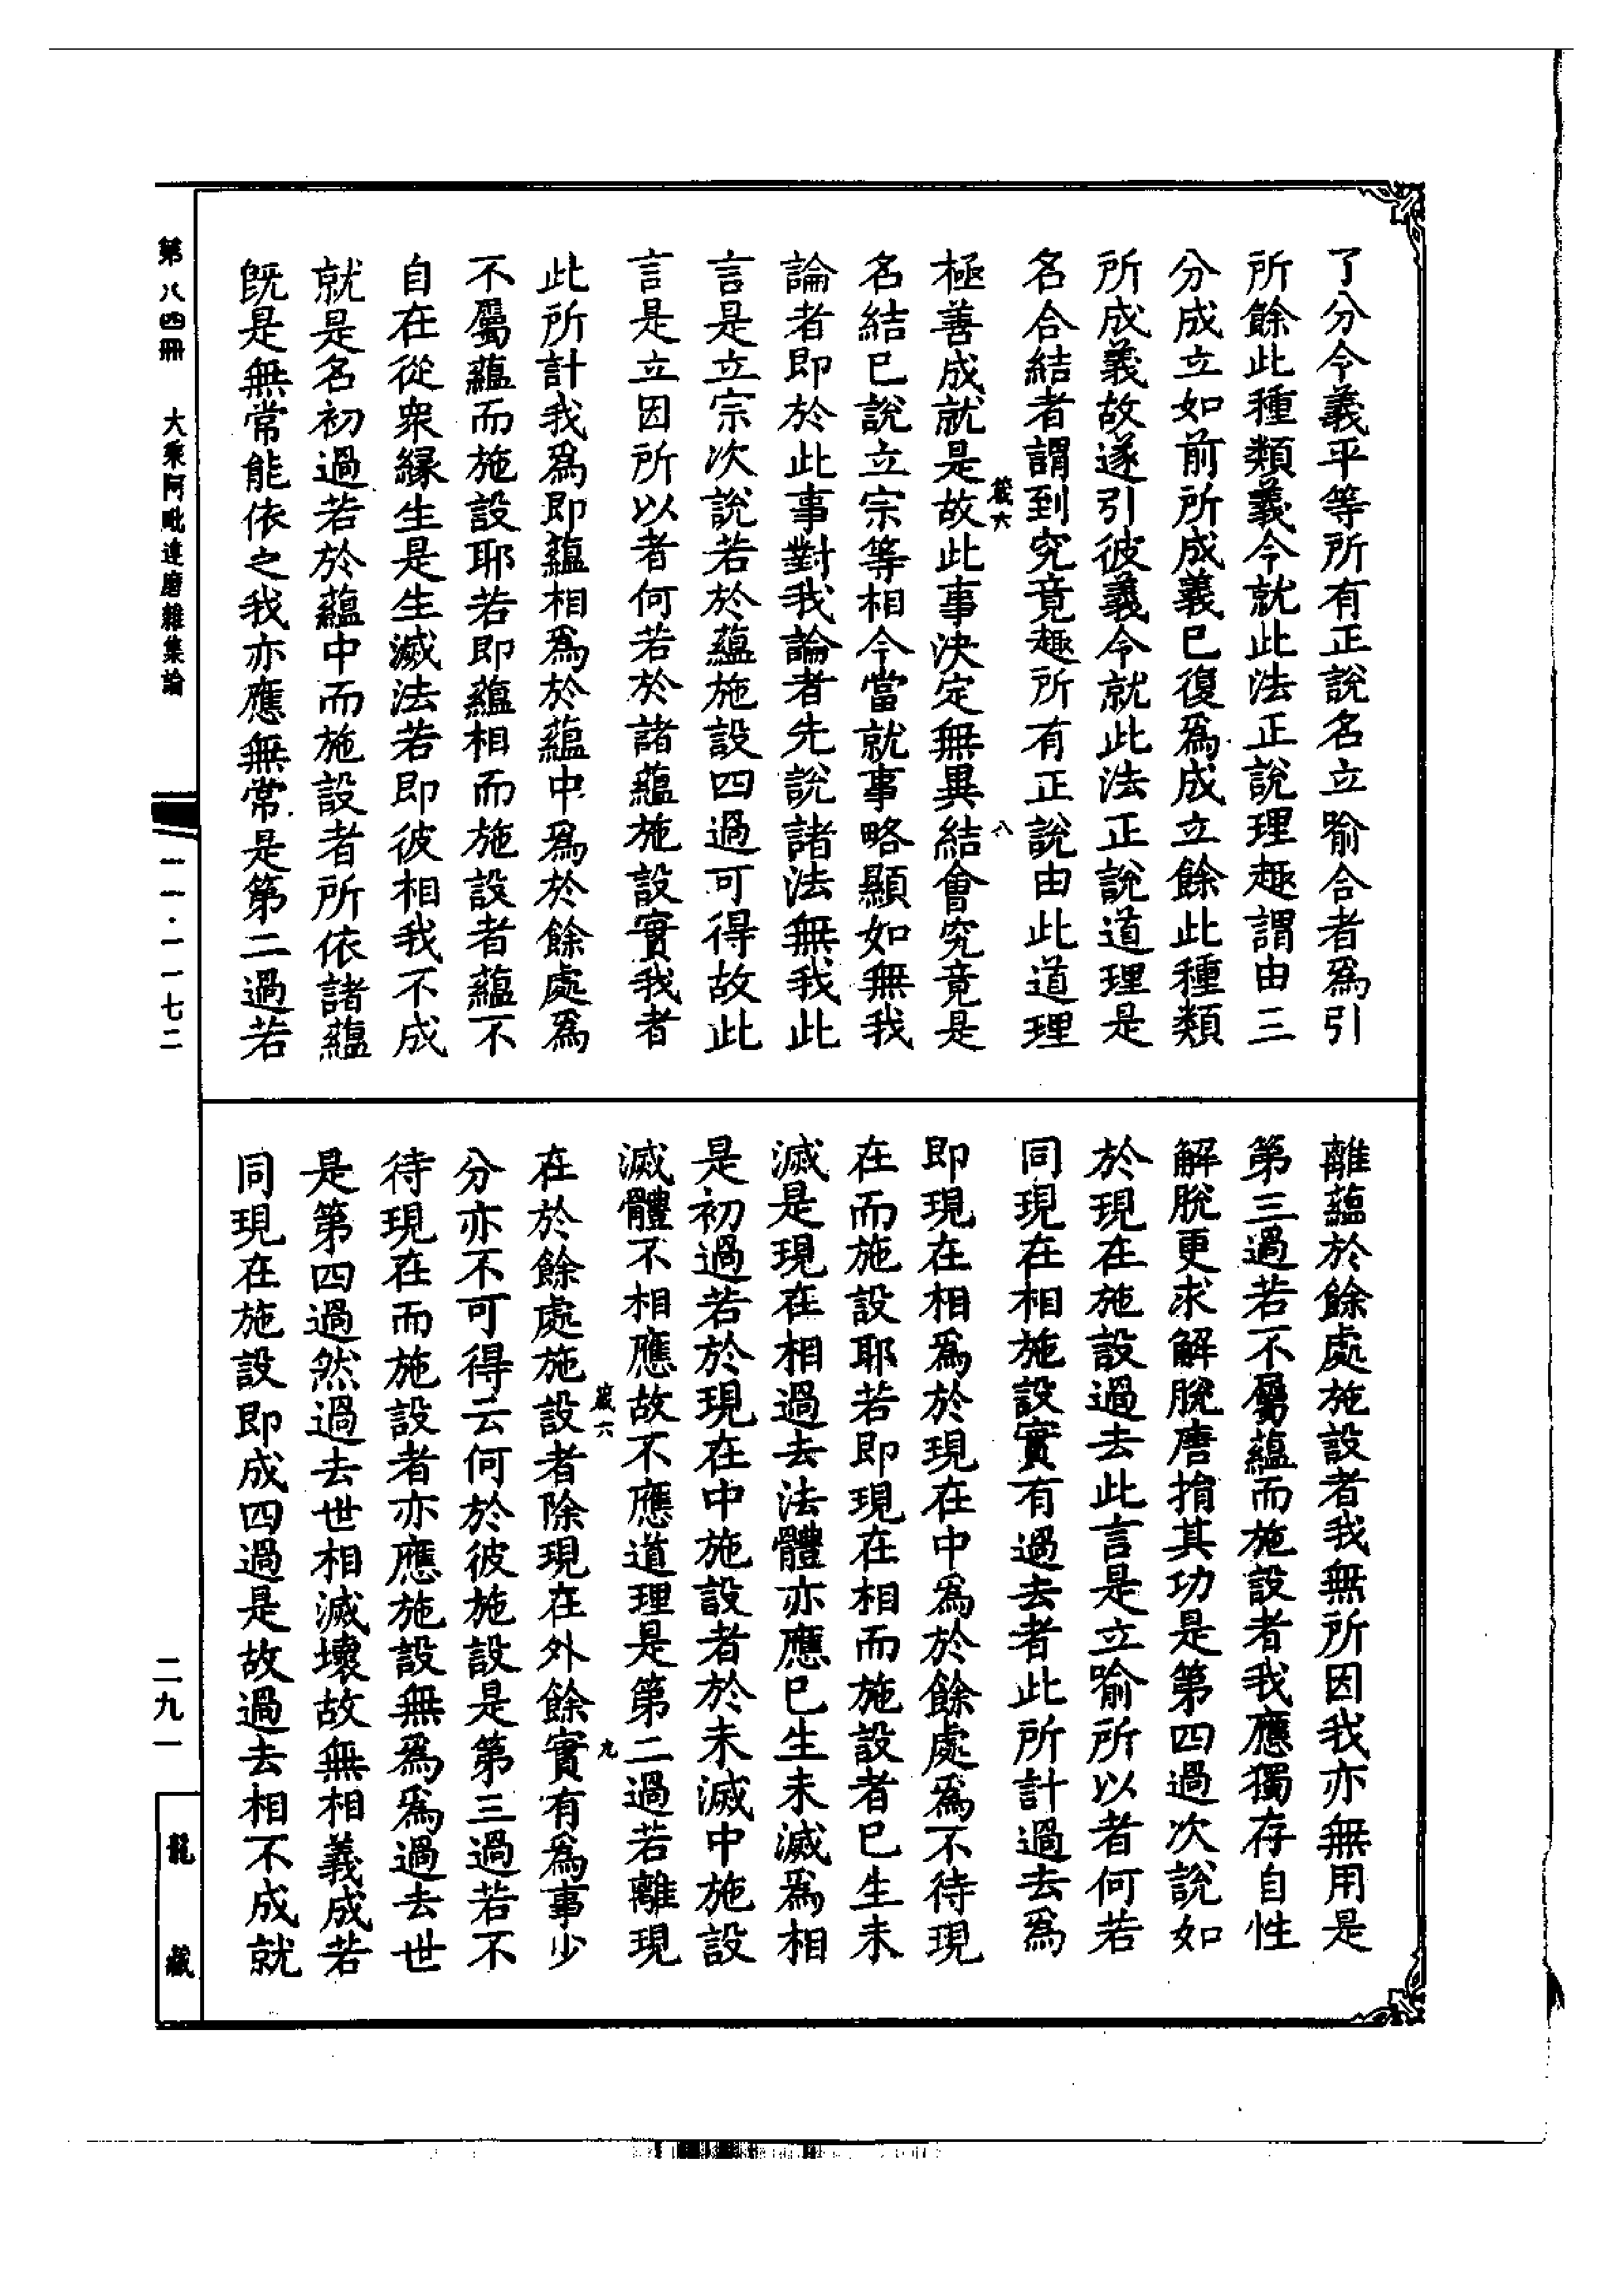 了分今義平等所有正說名立喻合者爲引
所餘此種類義今就此法正說理趣謂由三
分成立如前所成義已復爲成立餘此種類
所成義故遂引彼義今就此法正說道理是
名合結者謂到究竟趣所有正說由此道理
箴六
八
極善成就是故此事決定無異結會究竟是
名結已說立宗等相今當就事略顯如無我
論者即於此事對我論者先說諸法無我此
言是立宗次說若於蘊施設四過可得故此
言是立因所以者何若於諸蘊施設實我者
此所計我爲即蘊相爲於蘊中爲於餘處爲
不屬蘊而施設耶若即蘊相而施設者蘊不
自在從衆緣生是生滅法若即彼相我不成
就是名初過若於蘊中而施設者所依諸蘊
既是無常能依之我亦應無常是第二過若
離蘊於餘處施設者我無所因我亦無用是
第三過若不屬蘊而施設者我應獨存自性
解脫更求解脫唐捐其功是第四過次說如
於現在施設過去此言是立喻所以者何若
同現在相施設實有過去者此所計過去爲
即現在相爲於現在中爲於餘處爲不待現
在而施設耶若即現在相而施設者已生未
滅是現在相過去法體亦應已生未滅爲相
是初過若於現在中施設者於未滅中施設
滅體不相應故不應道理是第二過若離現
箴六
九
在於餘處施設者除現在外餘實有爲事少
分亦不可得云何於彼施設是第三過若不
待現在而施設者亦應施設無爲爲過去世
是第四過然過去世相滅壞故無相義成若
同現在施設即成四過是故過去相不成就
第八四冊 大乘阿毗達磨雜集論
一一·一一七二
二九一
龍藏